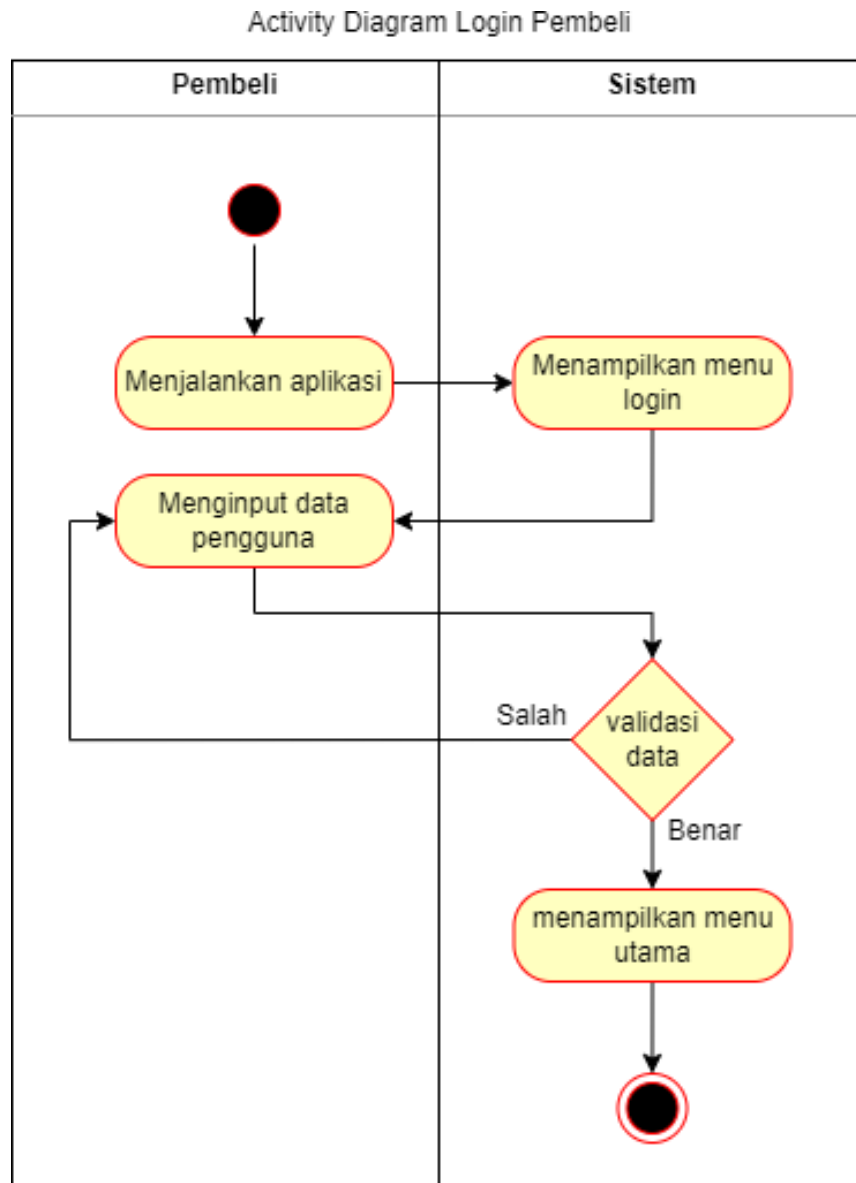 Activity Diagram Login Pembeli
Pembeli
Sistem
Menjalankan aplikasi
Menampilkan menu
login
Menginput data
pengguna
Salah
validasi
data
Benar
menampilkan menu
utama